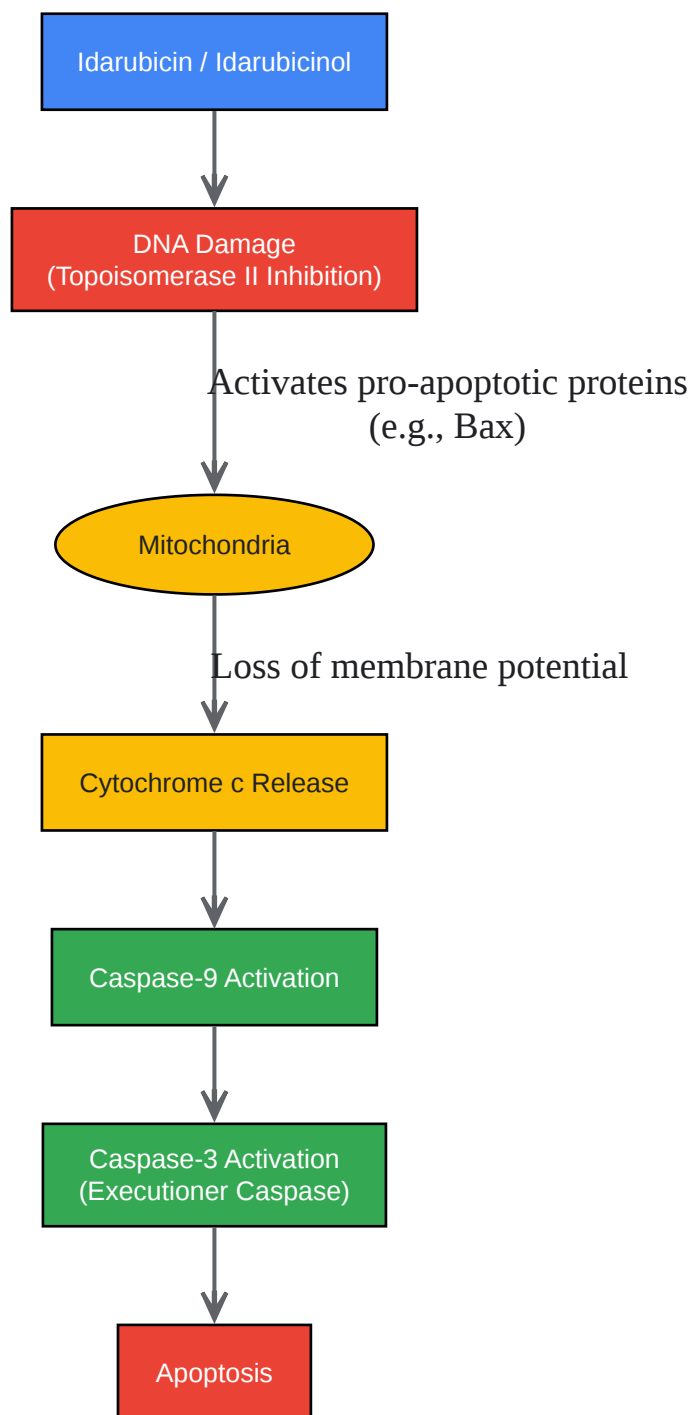 Idarubicin / Idarubicinol
DNA Damage
(Topoisomerase II Inhibition)
Activates pro-apoptotic proteins
(e.g., Bax)
Mitochondria
Loss of membrane potential
Cytochrome c Release
Caspase-9 Activation
Caspase-3 Activation
(Executioner Caspase)
Apoptosis